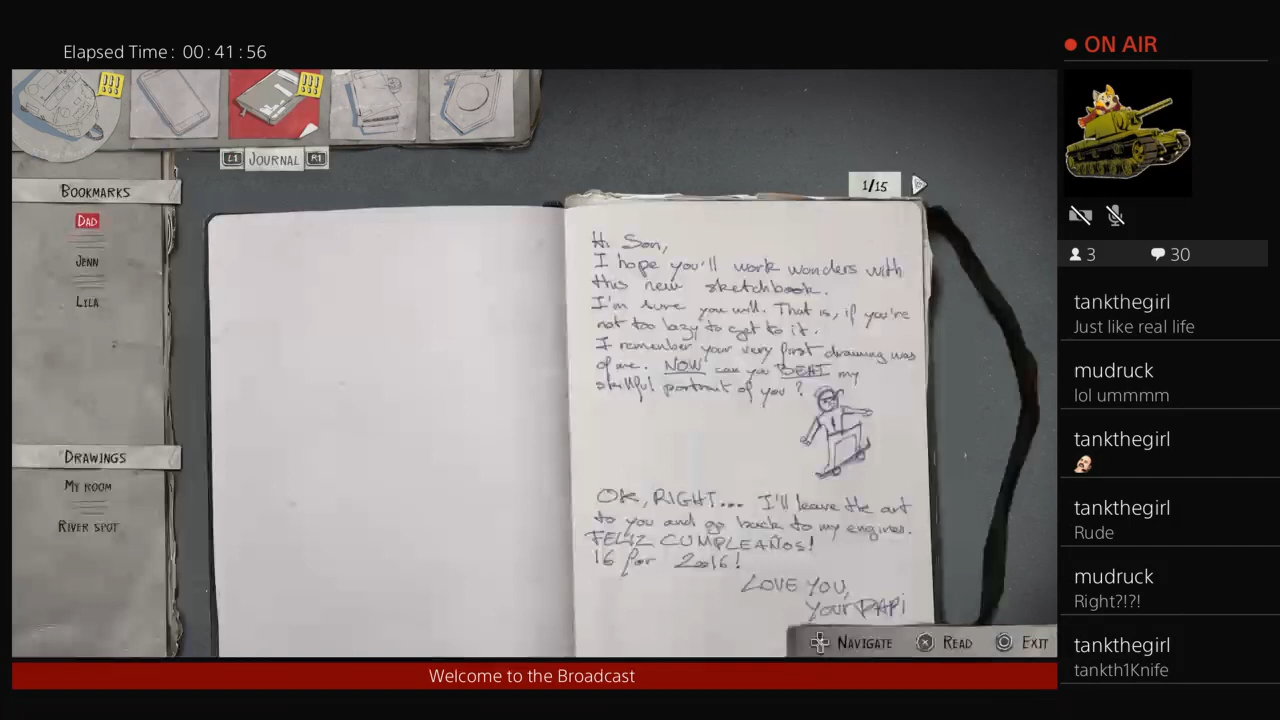 Elapsed Time: 00:41:56
ON AIR
L1 JOURNAL R1
BOOKMARKS
DAD
JENN
LYLA
DRAWINGS
MY ROOM
RIVER SPOT
1/15
Hi Son,
I hope you'll work wonders with
this new sketchbook.
I'm sure you will. That is, if you're
not too lazy to get to it.
I remember your very first drawing was
of me. NOW can you BEAT my
skillful portrait of you?
OK, RIGHT... I'll leave the art
to you and go back to my engines.
FELIZ CUMPLEAÑOS!
16 for 2016!
LOVE YOU,
YOUR PAPI
NAVIGATE
READ
EXIT
Welcome to the Broadcast
3
30
tankthegirl
Just like real life
mudruck
lol ummmm
tankthegirl
tankthegirl
Rude
mudruck
Right?!?!
tankthegirl
tankth1Knife